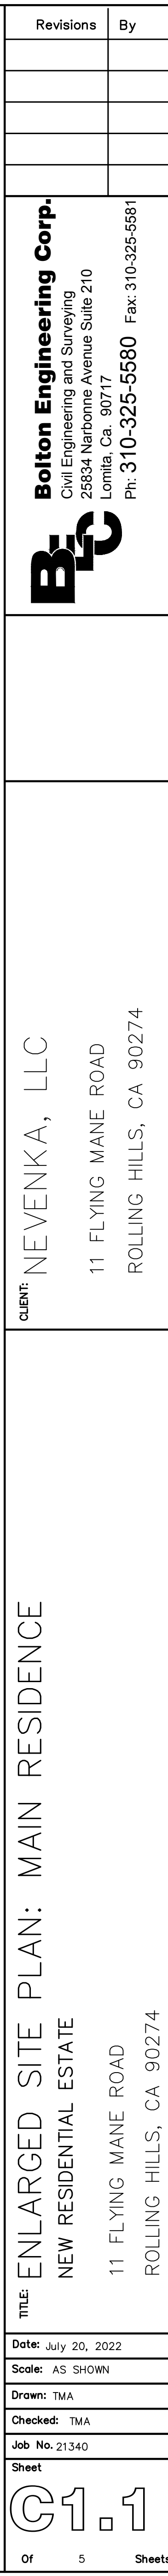 Revisions By
BEC
Bolton Engineering Corp.
Civil Engineering and Surveying
25834 Narbonne Avenue Suite 210
Lomita, Ca. 90717
Ph: 310-325-5580 Fax: 310-325-5581
CLIENT: NEVENKA, LLC
11 FLYING MANE ROAD
ROLLING HILLS, CA 90274
TITLE: ENLARGED SITE PLAN: MAIN RESIDENCE
NEW RESIDENTIAL ESTATE
11 FLYING MANE ROAD
ROLLING HILLS, CA 90274
Date: July 20, 2022
Scale: AS SHOWN
Drawn: TMA
Checked: TMA
Job No. 21340
Sheet
C1.1
Of 5 Sheets